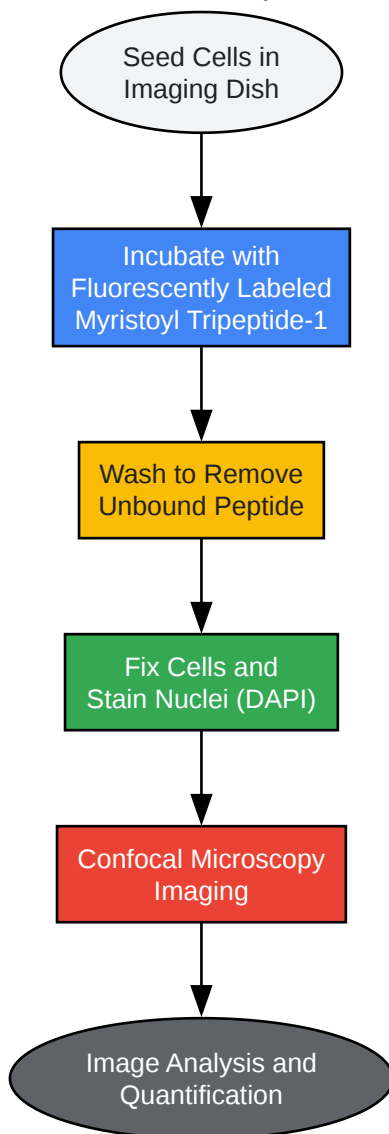 Seed Cells in
Imaging Dish
Incubate with
Fluorescently Labeled
Myristoyl Tripeptide-1
Wash to Remove
Unbound Peptide
Fix Cells and
Stain Nuclei (DAPI)
Confocal Microscopy
Imaging
Image Analysis and
Quantification